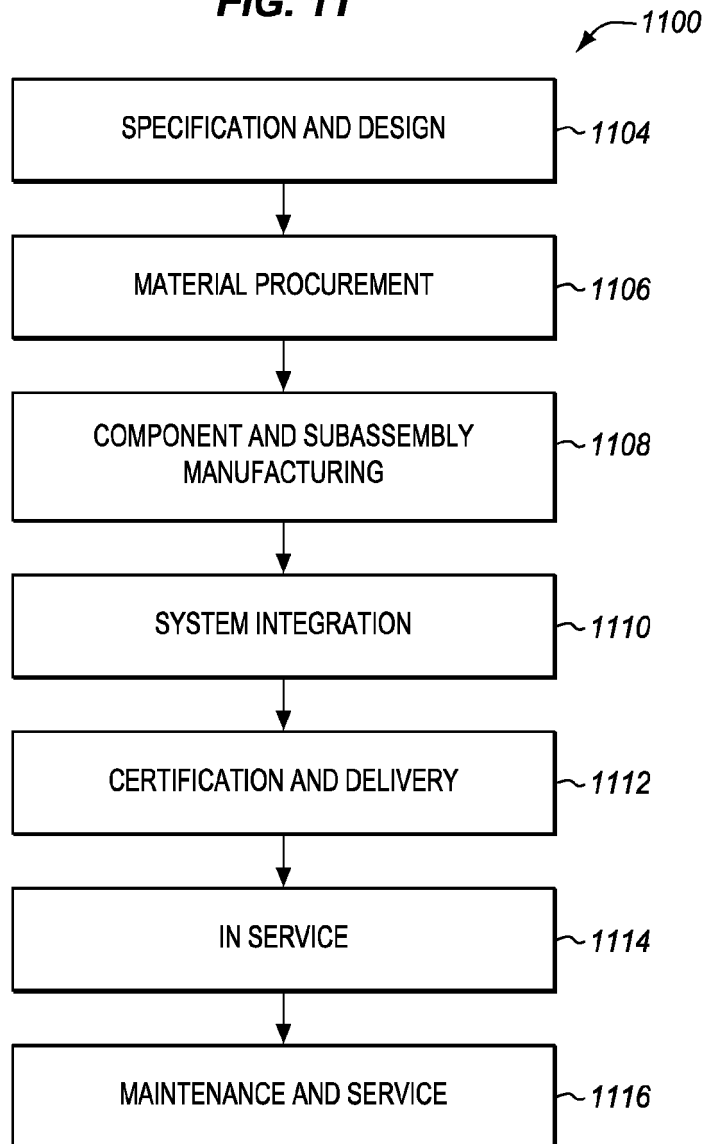 FIG. 11
1100
SPECIFICATION AND DESIGN
1104
MATERIAL PROCUREMENT
1106
COMPONENT AND SUBASSEMBLY
MANUFACTURING
1108
SYSTEM INTEGRATION
1110
CERTIFICATION AND DELIVERY
1112
IN SERVICE
1114
MAINTENANCE AND SERVICE
1116